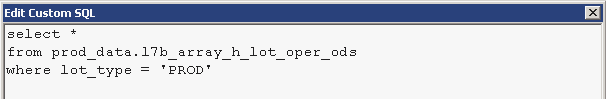 Edit Custom SQL
select *
from prod_data.l7b_array_h_lot_oper_ods
where lot_type = 'PROD'